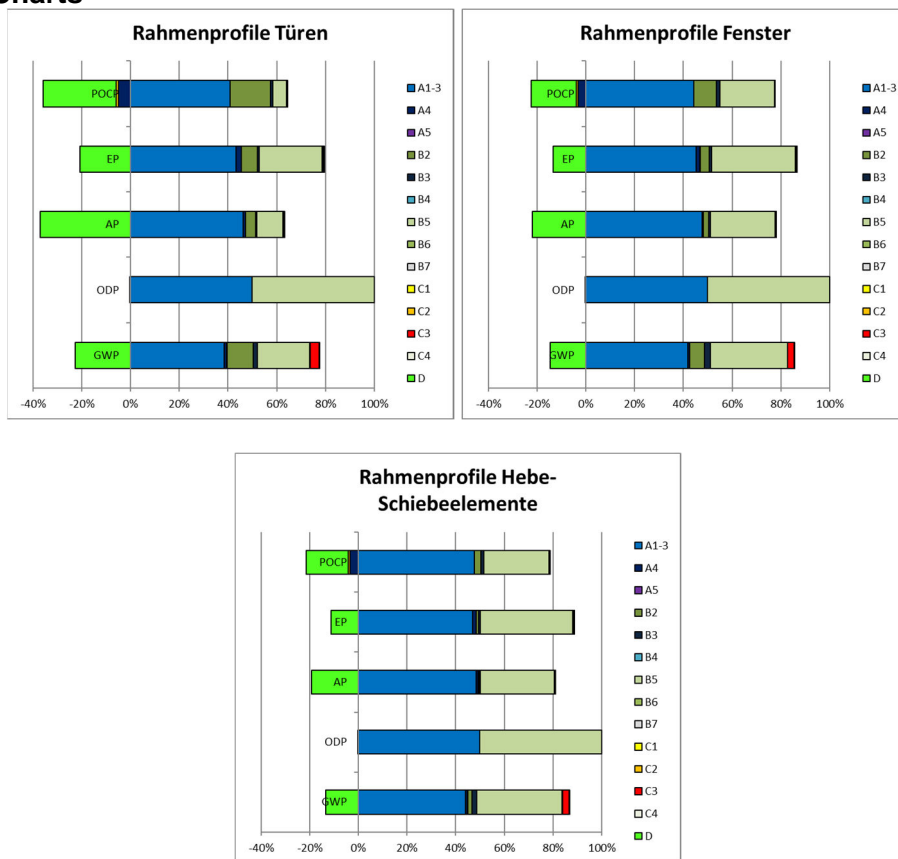 Rahmenprofile Türen
POCP
EP
AP
ODP
GWP
-40% -20% 0% 20% 40% 60% 80% 100%
A1-3
A4
A5
B2
B3
B4
B5
B6
B7
C1
C2
C3
C4
D
Rahmenprofile Fenster
POCP
EP
AP
ODP
GWP
-40% -20% 0% 20% 40% 60% 80% 100%
A1-3
A4
A5
B2
B3
B4
B5
B6
B7
C1
C2
C3
C4
D
Rahmenprofile Hebe-
Schiebeelemente
POCP
EP
AP
ODP
GWP
-40% -20% 0% 20% 40% 60% 80% 100%
A1-3
A4
A5
B2
B3
B4
B5
B6
B7
C1
C2
C3
C4
D